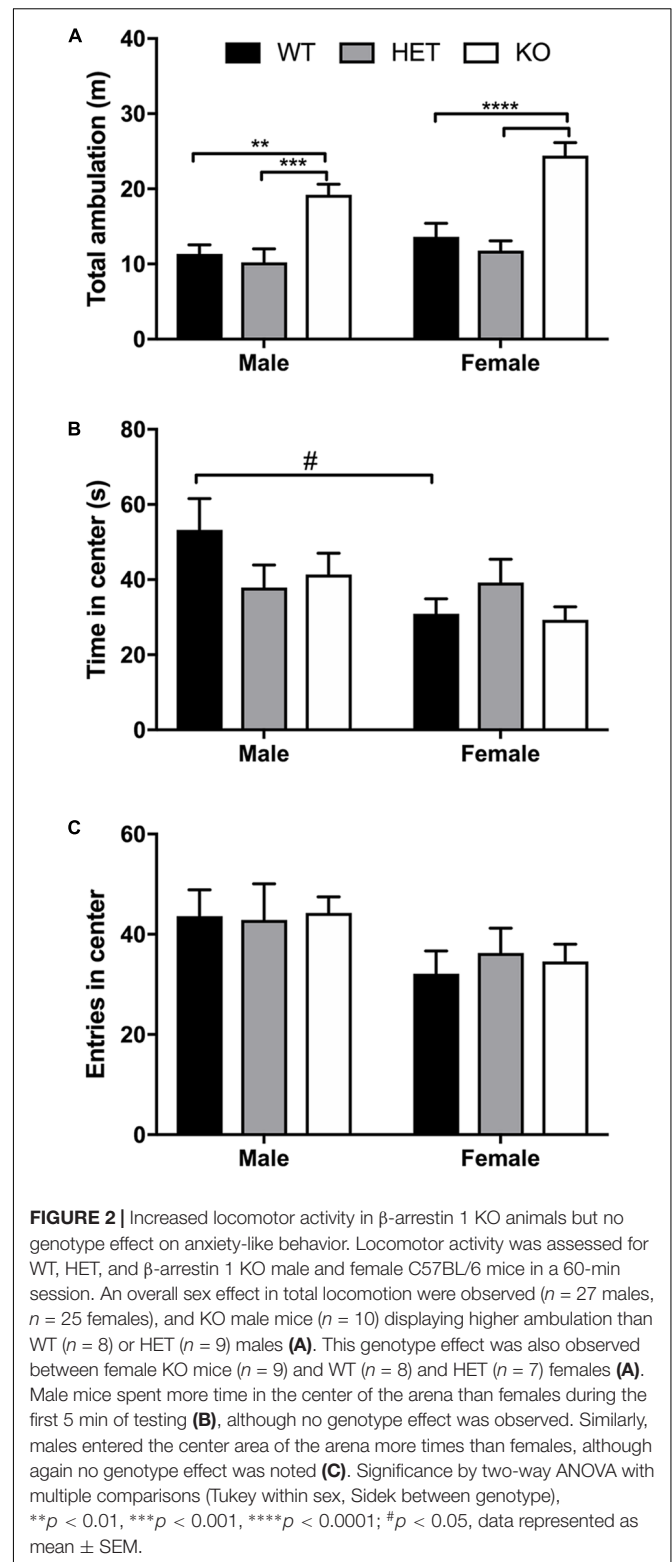 A
40
WT HET KO
30
****
**
***
20
10
0
Total ambulation (m)
Male Female
B
80
#
60
40
20
0
Time in center (s)
Male Female
C
60
40
20
0
Entries in center
Male Female
FIGURE 2 | Increased locomotor activity in β-arrestin 1 KO animals but no
genotype effect on anxiety-like behavior. Locomotor activity was assessed for
WT, HET, and β-arrestin 1 KO male and female C57BL/6 mice in a 60-min
session. An overall sex effect in total locomotion were observed (n = 27 males,
n = 25 females), and KO male mice (n = 10) displaying higher ambulation than
WT (n = 8) or HET (n = 9) males (A). This genotype effect was also observed
between female KO mice (n = 9) and WT (n = 8) and HET (n = 7) females (A).
Male mice spent more time in the center of the arena than females during the
first 5 min of testing (B), although no genotype effect was observed. Similarly,
males entered the center area of the arena more times than females, although
again no genotype effect was noted (C). Significance by two-way ANOVA with
multiple comparisons (Tukey within sex, Sidek between genotype),
**p < 0.01, ***p < 0.001, ****p < 0.0001; #p < 0.05, data represented as
mean ± SEM.